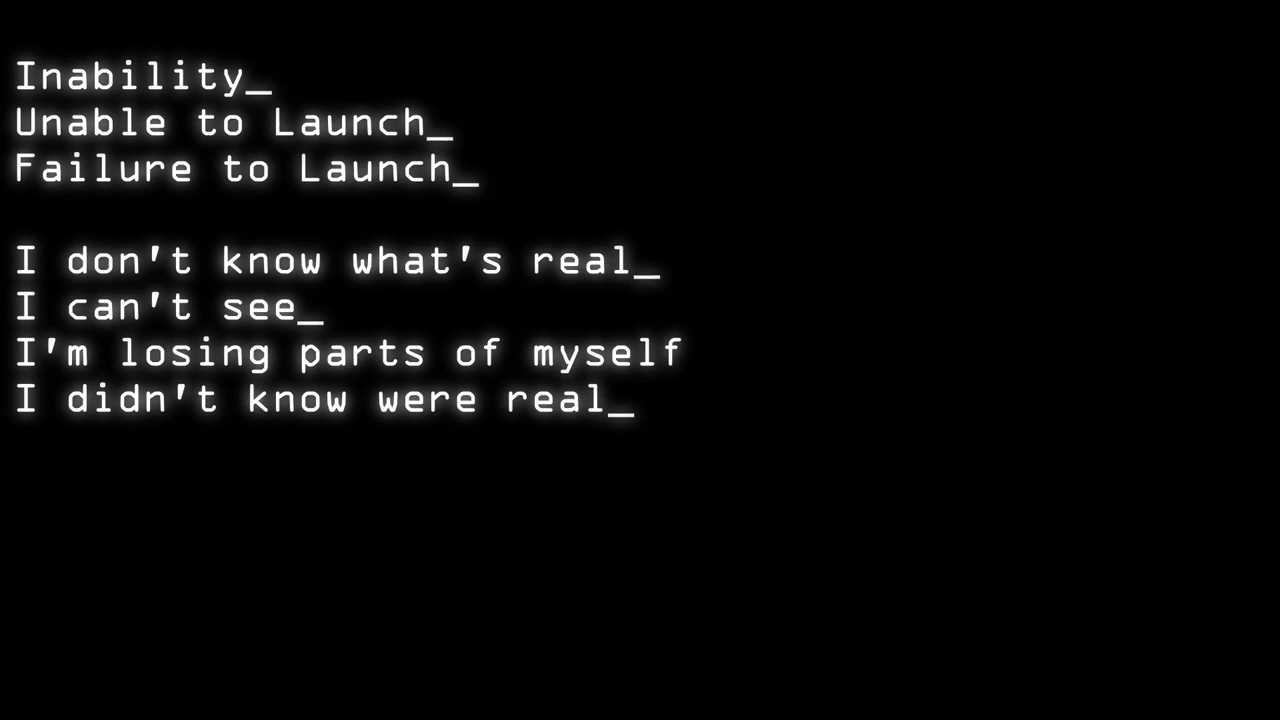 Inability_
Unable to Launch_
Failure to Launch_
I don't know what's real_
I can't see_
I'm losing parts of myself
I didn't know were real_